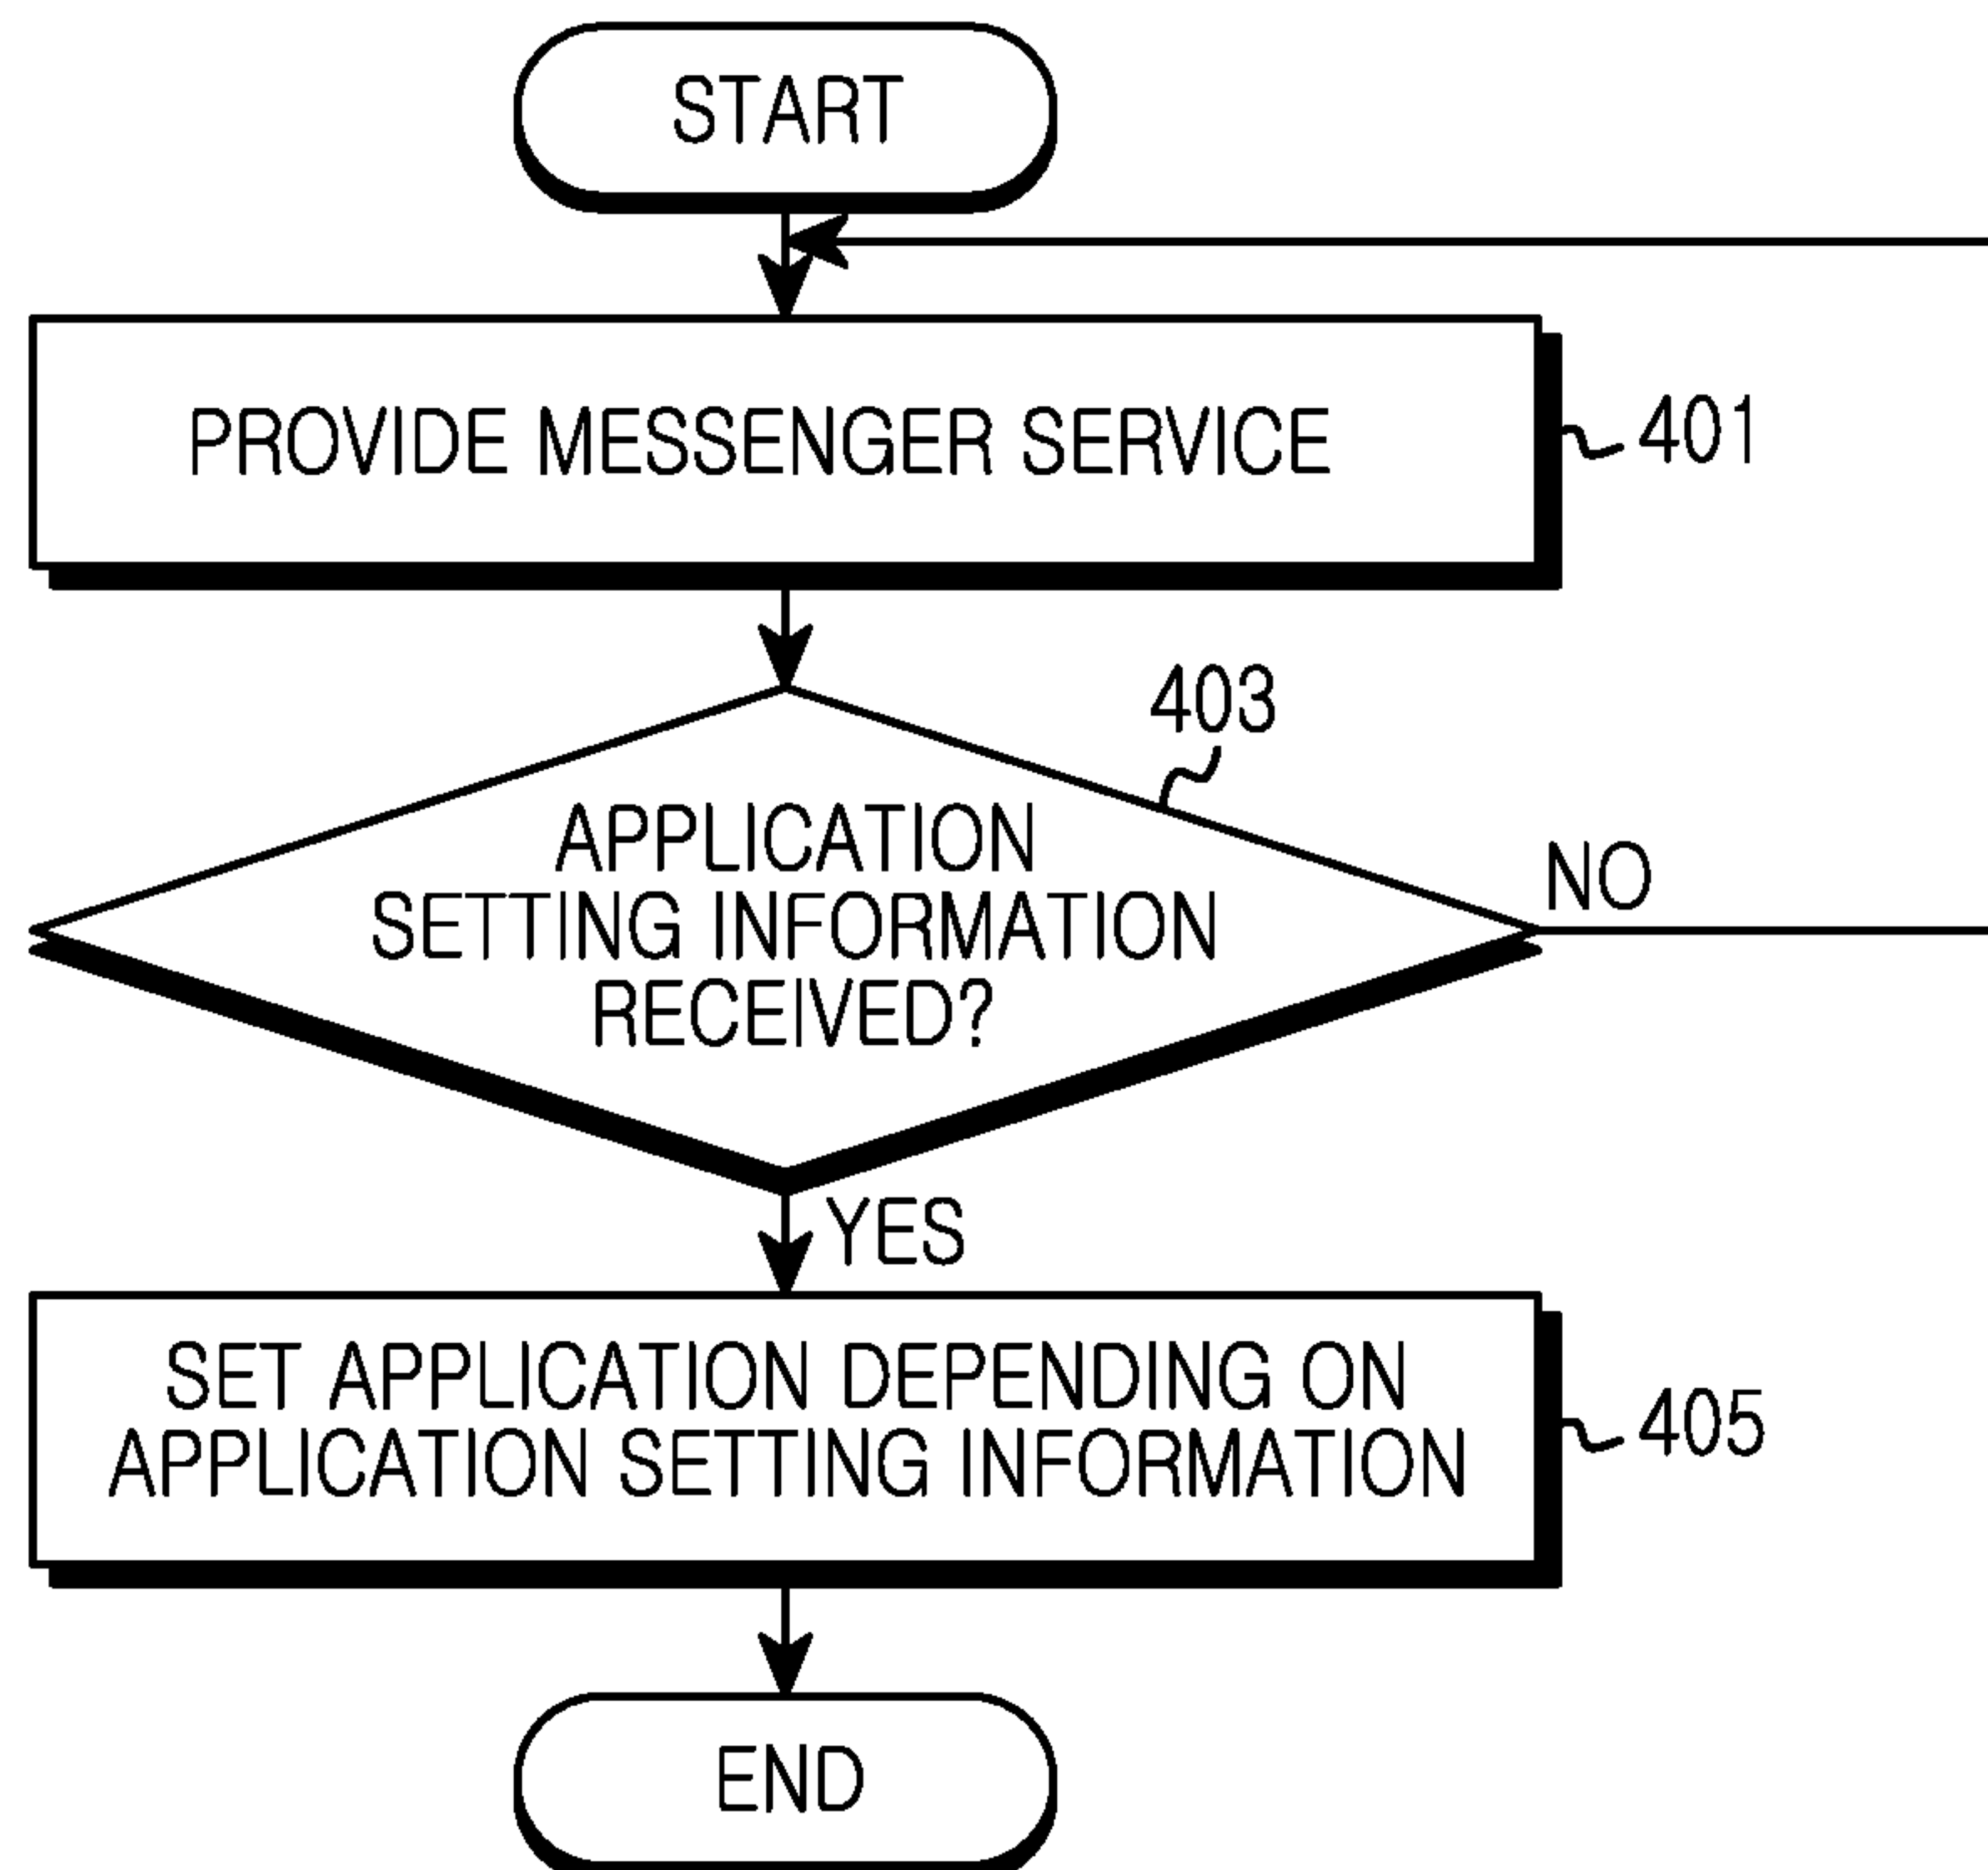 START
PROVIDE MESSENGER SERVICE
401
403
APPLICATION
SETTING INFORMATION
RECEIVED?
NO
YES
SET APPLICATION DEPENDING ON
APPLICATION SETTING INFORMATION
405
END